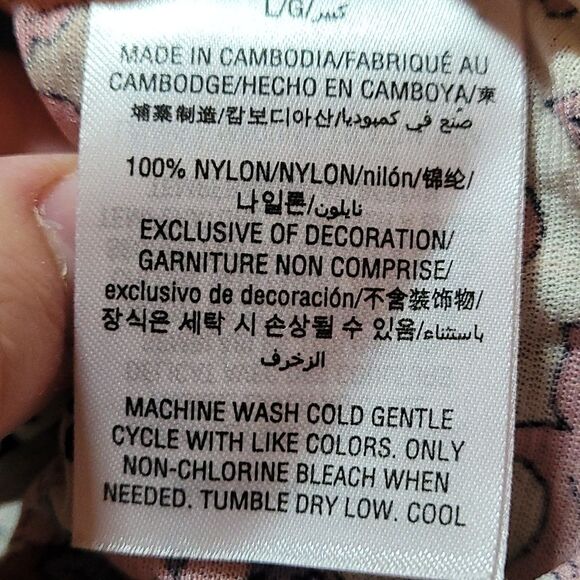 L/G/كبير
MADE IN CAMBODIA/FABRIQUÉ AU
CAMBODGE/HECHO EN CAMBOYA/柬
埔寨制造/캄보디아산/صُنع في كمبوديا
100% NYLON/NYLON/nilón/锦纶/
나일론/نايلون
EXCLUSIVE OF DECORATION/
GARNITURE NON COMPRISE/
exclusivo de decoración/不含装饰物/
장식은 세탁 시 손상될 수 있음/باستثناء
الزخرف
MACHINE WASH COLD GENTLE
CYCLE WITH LIKE COLORS. ONLY
NON-CHLORINE BLEACH WHEN
NEEDED. TUMBLE DRY LOW. COOL